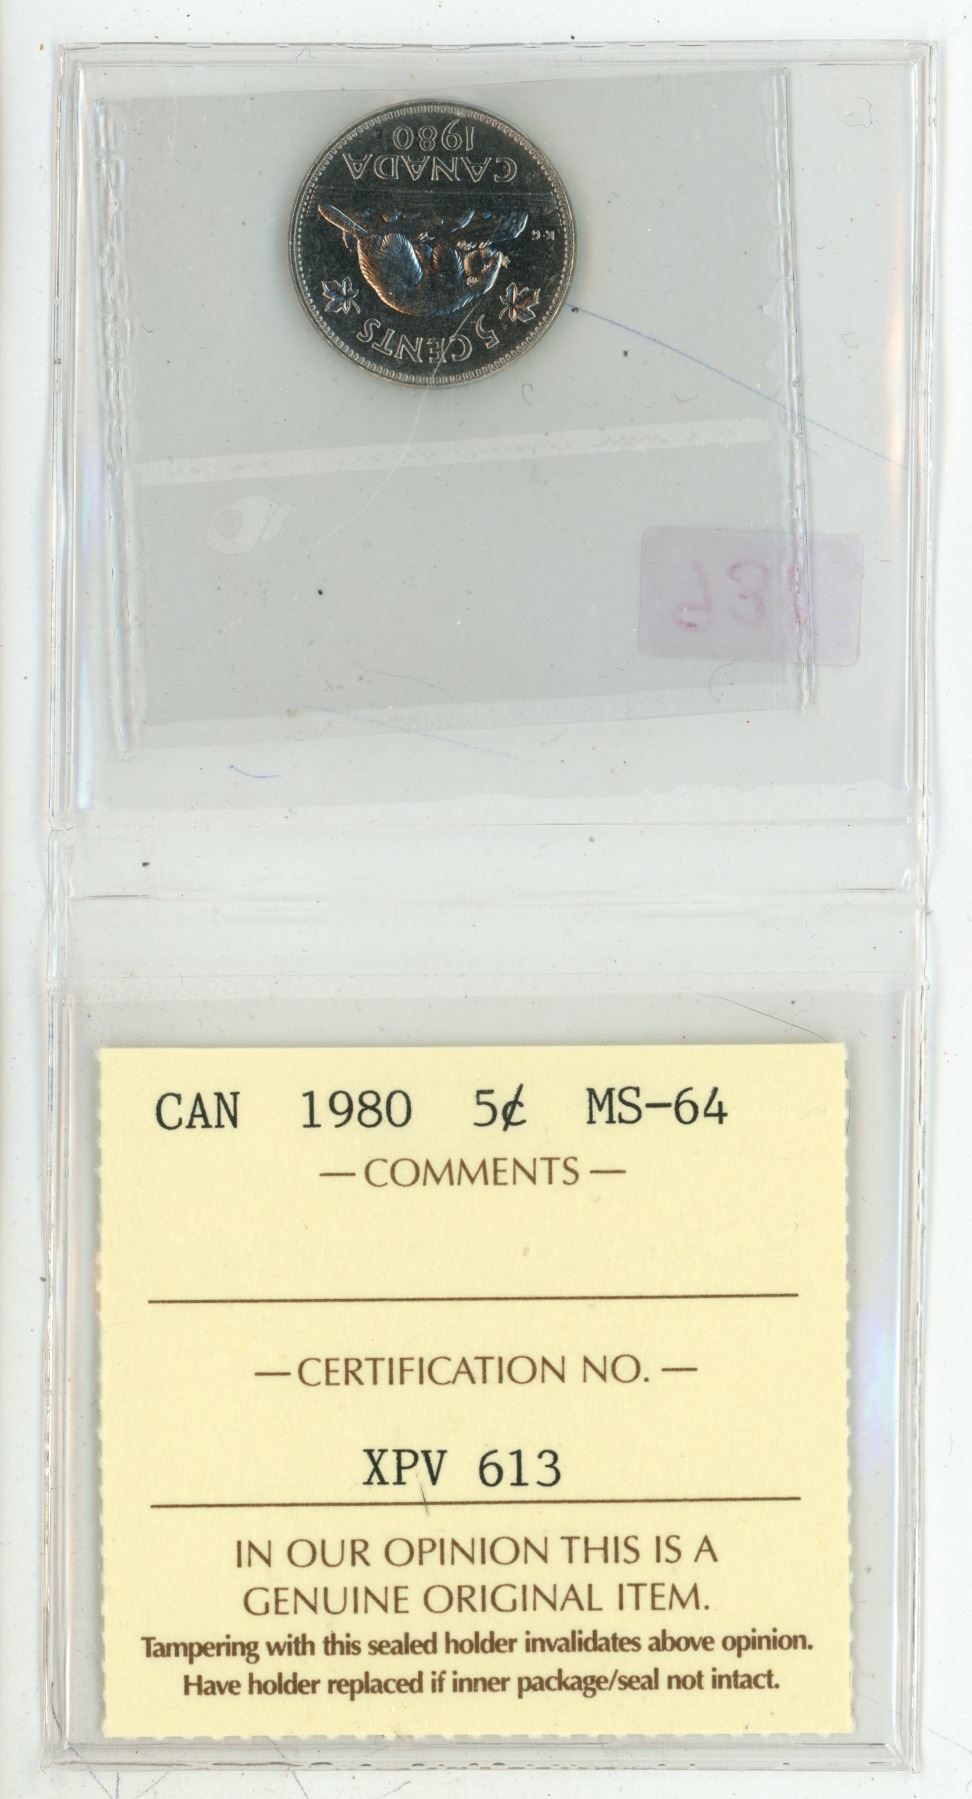 5 CENTS
K·G
CANADA
1980
CAN 1980 5¢ MS-64
— COMMENTS —
— CERTIFICATION NO. —
XPV 613
IN OUR OPINION THIS IS A
GENUINE ORIGINAL ITEM.
Tampering with this sealed holder invalidates above opinion.
Have holder replaced if inner package/seal not intact.